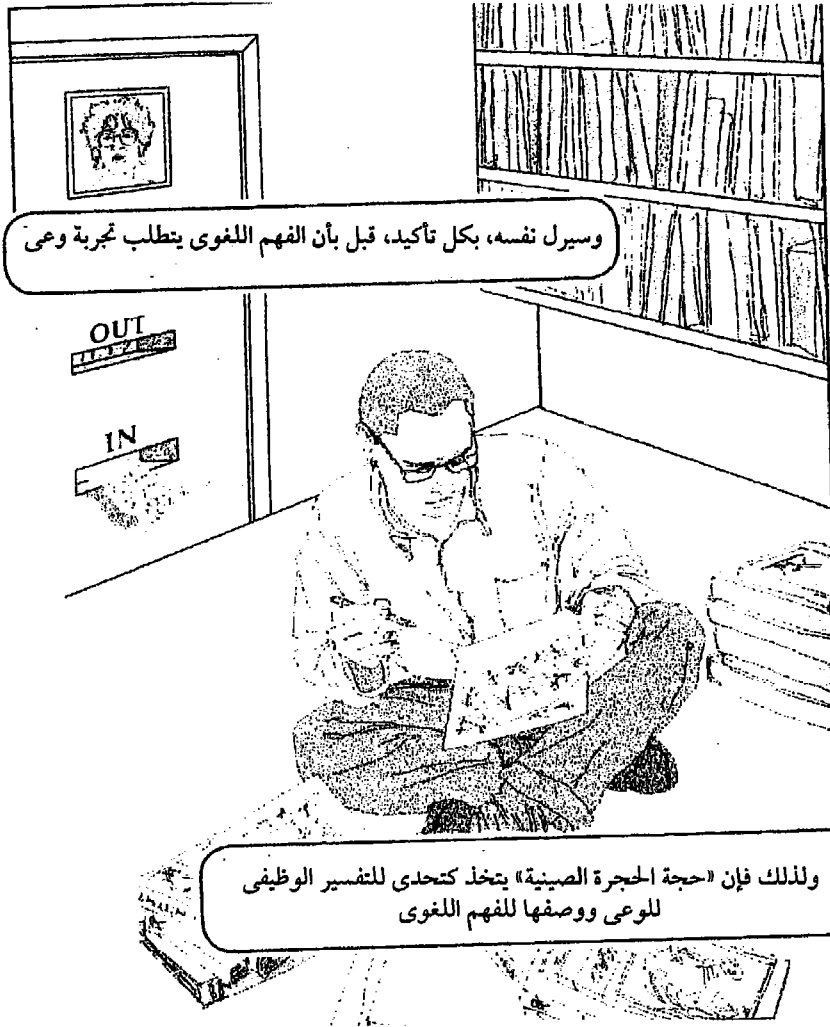 وسيرل نفسه، بكل تأكيد، قبل بأن الفهم اللغوى يتطلب تجربة وعى
OUT
IN
ولذلك فإن «حجة الحجرة الصينية» يتخذ كتحدى للتفسير الوظيفى
للوعى ووصفها للفهم اللغوى